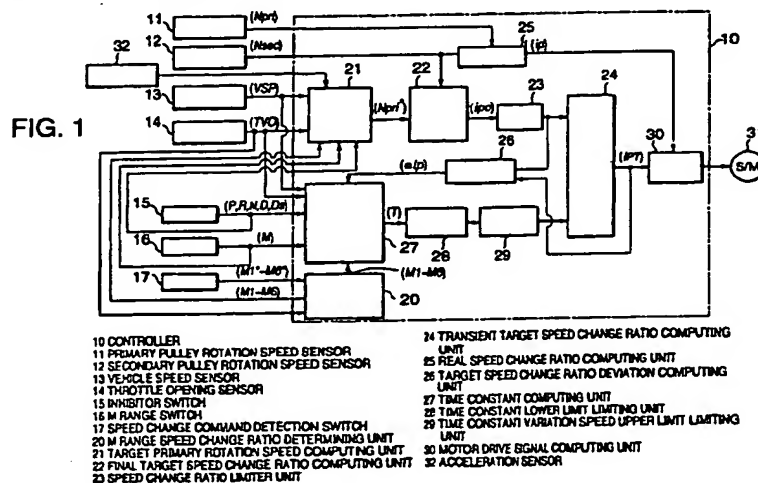 FIG. 1
11
(Npri)
12
(Nsec)
25
(ip)
10
32
13
(VSP)
21
22
23
24
14
(TVO)
(Npri*)
(ipc)
26
(eip)
(IPT)
30
31
S/M
15
(P,R,N,D,Ds)
16
(M)
27
(T)
28
29
17
(M1*-M6*)
(M1-M6)
(M1-M6)
20
10 CONTROLLER
11 PRIMARY PULLEY ROTATION SPEED SENSOR
12 SECONDARY PULLEY ROTATION SPEED SENSOR
13 VEHICLE SPEED SENSOR
14 THROTTLE OPENING SENSOR
15 INHIBITOR SWITCH
16 M RANGE SWITCH
17 SPEED CHANGE COMMAND DETECTION SWITCH
20 M RANGE SPEED CHANGE RATIO DETERMINING UNIT
21 TARGET PRIMARY ROTATION SPEED COMPUTING UNIT
22 FINAL TARGET SPEED CHANGE RATIO COMPUTING UNIT
23 SPEED CHANGE RATIO LIMITER UNIT
24 TRANSIENT TARGET SPEED CHANGE RATIO COMPUTING
UNIT
25 REAL SPEED CHANGE RATIO COMPUTING UNIT
26 TARGET SPEED CHANGE RATIO DEVIATION COMPUTING
UNIT
27 TIME CONSTANT COMPUTING UNIT
28 TIME CONSTANT LOWER LIMIT LIMITING UNIT
29 TIME CONSTANT VARIATION SPEED UPPER LIMIT LIMITING
UNIT
30 MOTOR DRIVE SIGNAL COMPUTING UNIT
32 ACCELERATION SENSOR